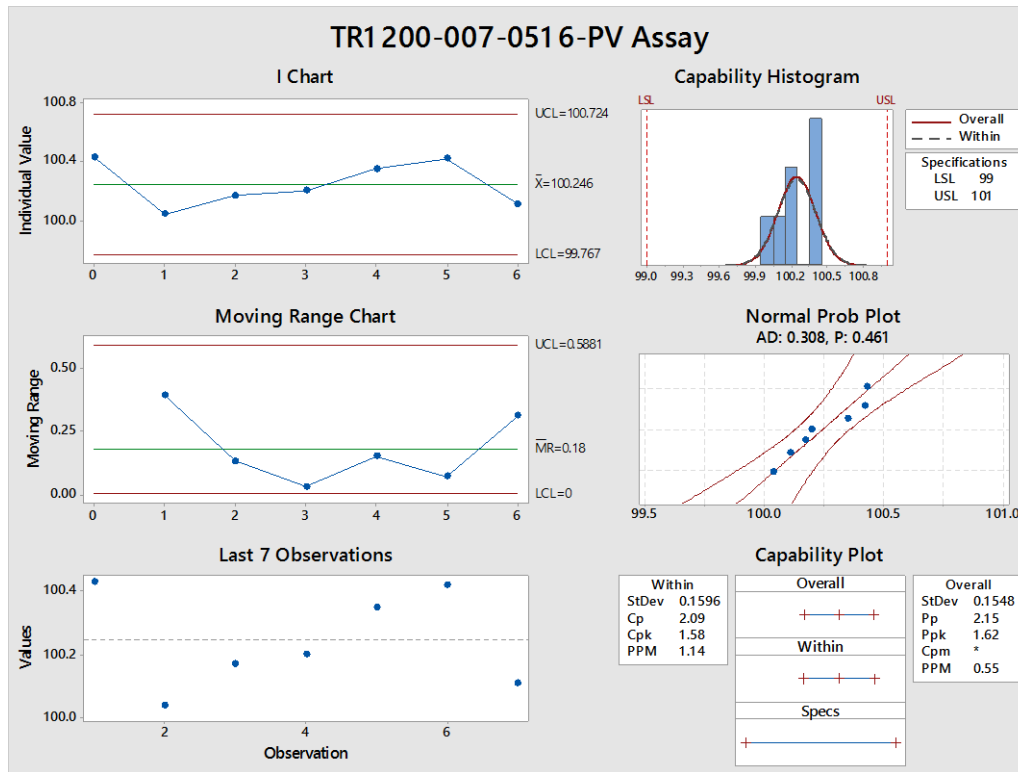 TR1200-007-0516-PV Assay
I Chart
Individual Value
100.8
100.4
100.0
0 1 2 3 4 5 6
UCL=100.724
X̄=100.246
LCL=99.767
Moving Range Chart
Moving Range
0.50
0.25
0.00
0 1 2 3 4 5 6
UCL=0.5881
M̅R̅=0.18
LCL=0
Last 7 Observations
Values
100.4
100.2
100.0
2 4 6
Observation
Capability Histogram
LSL USL
99.0 99.3 99.6 99.9 100.2 100.5 100.8
Overall
Within
Specifications
LSL 99
USL 101
Normal Prob Plot
AD: 0.308, P: 0.461
99.5 100.0 100.5 101.0
Capability Plot
Within
StDev 0.1596
Cp 2.09
Cpk 1.58
PPM 1.14
Overall
Within
Specs
Overall
StDev 0.1548
Pp 2.15
Ppk 1.62
Cpm *
PPM 0.55